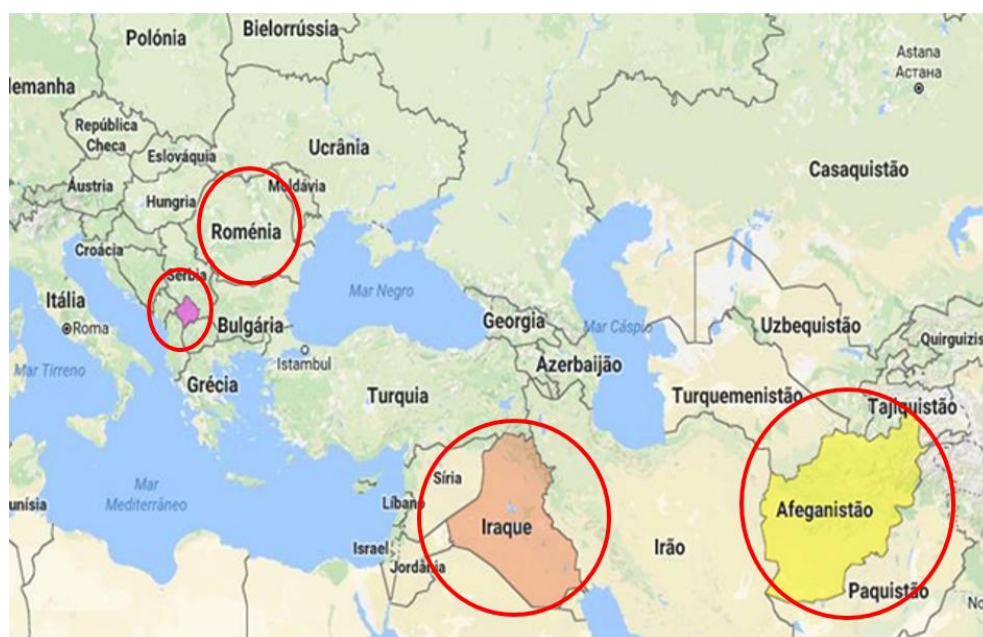 Polónia
Bielorrússia
Astana
Астана
lemanha
República
Checa
Eslováquia
Ucrânia
Casaquistão
Áustria
Hungria
Moldávia
Roménia
Croácia
Sérbia
Itália
Roma
Mar Negro
Bulgária
Georgia
Mar Cáspio
Uzbequistão
Quirguizis
Istambul
Azerbaijão
Mar Tirreno
Grécia
Turquia
Turquemenistão
Tajiquistão
Síria
Mar
Mediterrâneo
unísia
Líbano
Iraque
Afeganistão
Israel
Jordânia
Irão
Paquistão
No